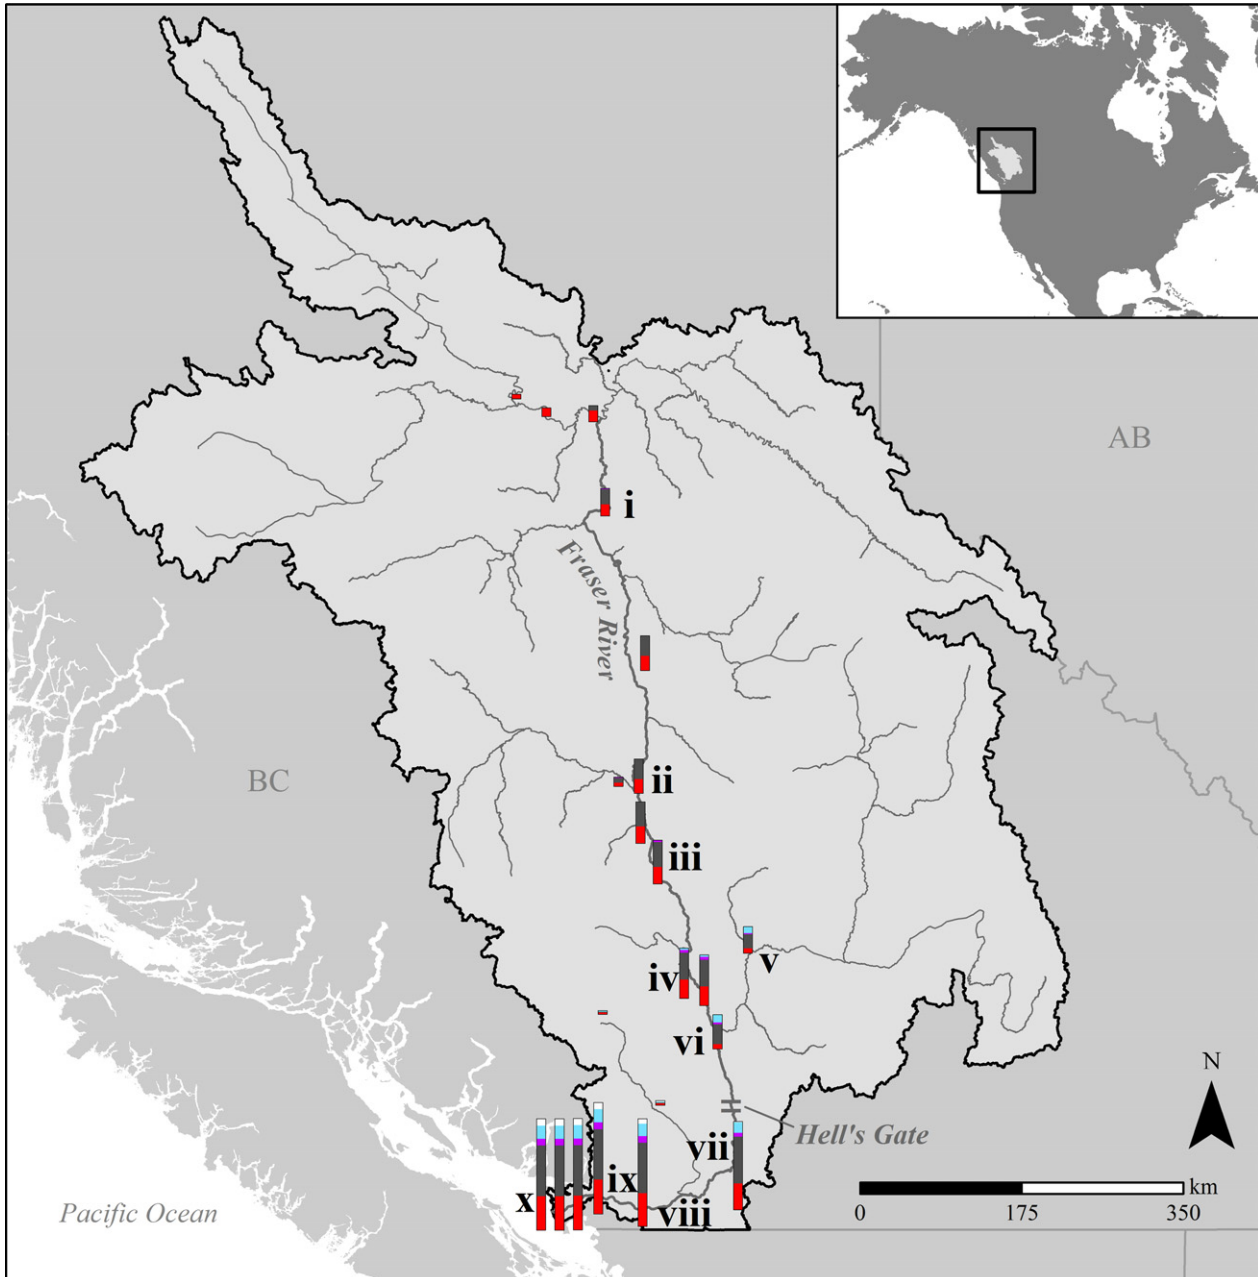 AB
i
Fraser River
BC
ii
iii
iv
v
vi
N
Hell's Gate
vii
ix
x
viii
km
Pacific Ocean
0 175 350